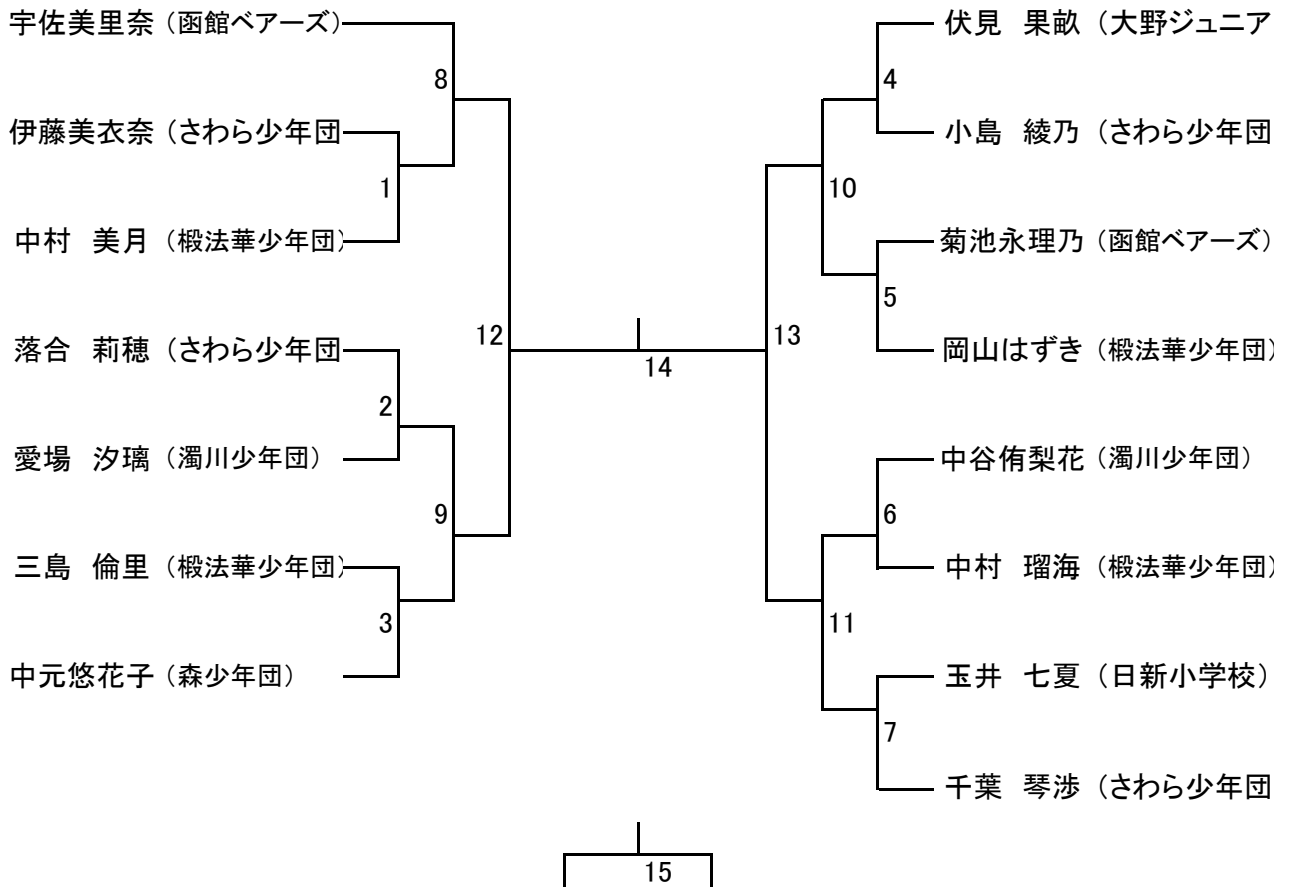 宇佐美里奈（函館ベアーズ）
8
伊藤美衣奈（さわら少年団
1
中村　美月（椴法華少年団）
落合　莉穂（さわら少年団
12
2
愛場　汐璃（濁川少年団）
9
三島　倫里（椴法華少年団）
3
中元悠花子（森少年団）
14
伏見　果畝（大野ジュニア
4
小島　綾乃（さわら少年団
10
菊池永理乃（函館ベアーズ）
5
13
岡山はずき（椴法華少年団）
中谷侑梨花（濁川少年団）
6
中村　瑠海（椴法華少年団）
11
玉井　七夏（日新小学校）
7
千葉　琴渉（さわら少年団
15